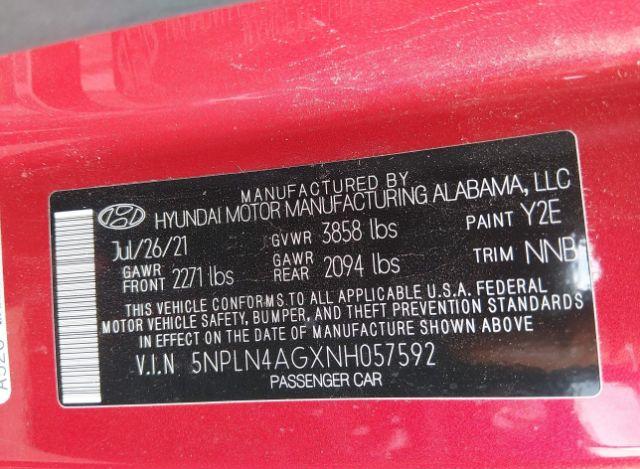 MANUFACTURED BY
HYUNDAI MOTOR MANUFACTURING ALABAMA, LLC
Jul/26/21 GVWR 3858 lbs PAINT Y2E
GAWR FRONT 2271 lbs GAWR REAR 2094 lbs TRIM NNB
THIS VEHICLE CONFORMS TO ALL APPLICABLE U.S.A. FEDERAL
MOTOR VEHICLE SAFETY, BUMPER, AND THEFT PREVENTION STANDARDS
IN EFFECT ON THE DATE OF MANUFACTURE SHOWN ABOVE
V.I.N 5NPLN4AGXNH057592
PASSENGER CAR